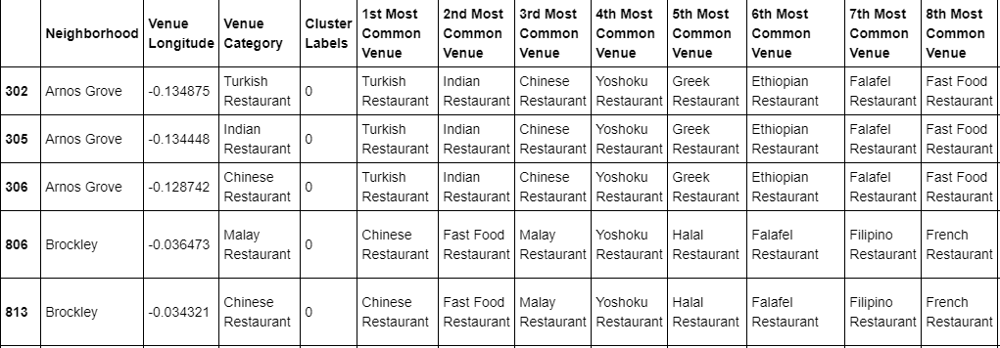 Neighborhood Venue Longitude Venue Category Cluster Labels 1st Most Common Venue 2nd Most Common Venue 3rd Most Common Venue 4th Most Common Venue 5th Most Common Venue 6th Most Common Venue 7th Most Common Venue 8th Most Common Venue
302 Arnos Grove -0.134875 Turkish Restaurant 0 Turkish Restaurant Indian Restaurant Chinese Restaurant Yoshoku Restaurant Greek Restaurant Ethiopian Restaurant Falafel Restaurant Fast Food Restaurant
305 Arnos Grove -0.134448 Indian Restaurant 0 Turkish Restaurant Indian Restaurant Chinese Restaurant Yoshoku Restaurant Greek Restaurant Ethiopian Restaurant Falafel Restaurant Fast Food Restaurant
306 Arnos Grove -0.128742 Chinese Restaurant 0 Turkish Restaurant Indian Restaurant Chinese Restaurant Yoshoku Restaurant Greek Restaurant Ethiopian Restaurant Falafel Restaurant Fast Food Restaurant
806 Brockley -0.036473 Malay Restaurant 0 Chinese Restaurant Fast Food Restaurant Malay Restaurant Yoshoku Restaurant Halal Restaurant Falafel Restaurant Filipino Restaurant French Restaurant
813 Brockley -0.034321 Chinese Restaurant 0 Chinese Restaurant Fast Food Restaurant Malay Restaurant Yoshoku Restaurant Halal Restaurant Falafel Restaurant Filipino Restaurant French Restaurant